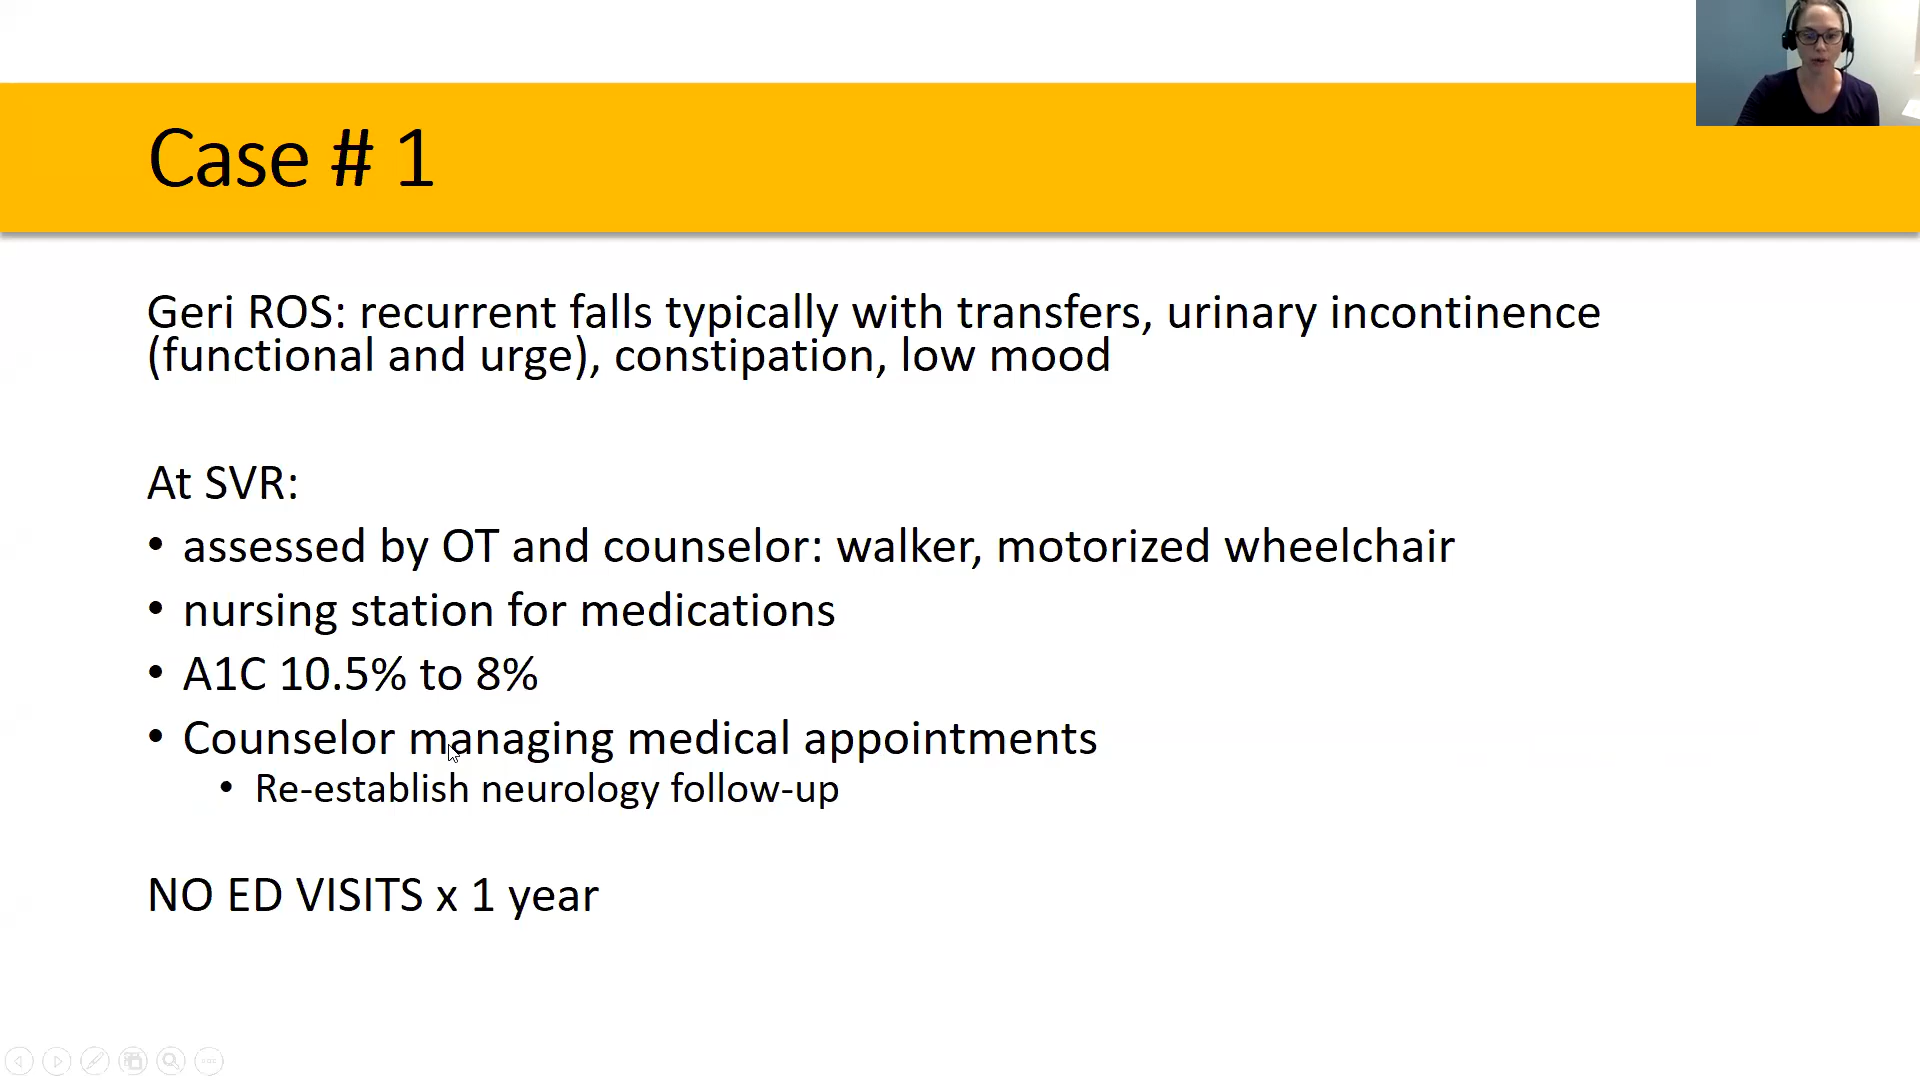 Case # 1
Geri ROS: recurrent falls typically with transfers, urinary incontinence
(functional and urge), constipation, low mood
At SVR:
• assessed by OT and counselor: walker, motorized wheelchair
• nursing station for medications
• A1C 10.5% to 8%
• Counselor managing medical appointments
• Re-establish neurology follow-up
NO ED VISITS x 1 year